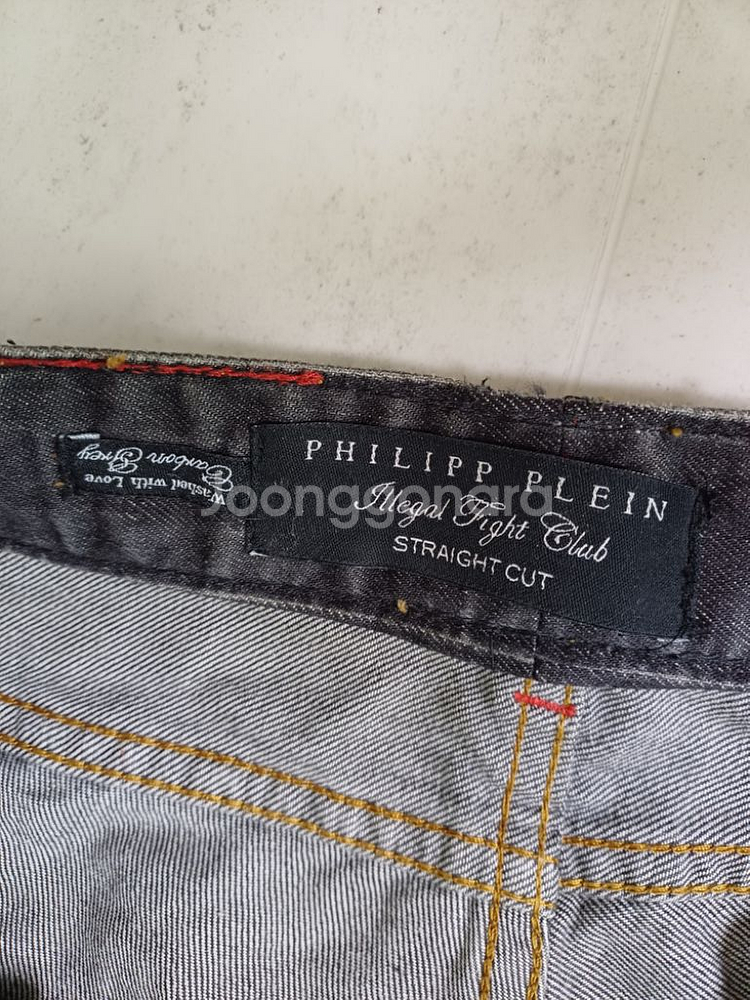 PHILIPP PLEIN
Illegal Fight Club
STRAIGHT CUT
Washed with Love
Carbon Grey
Joonggonara